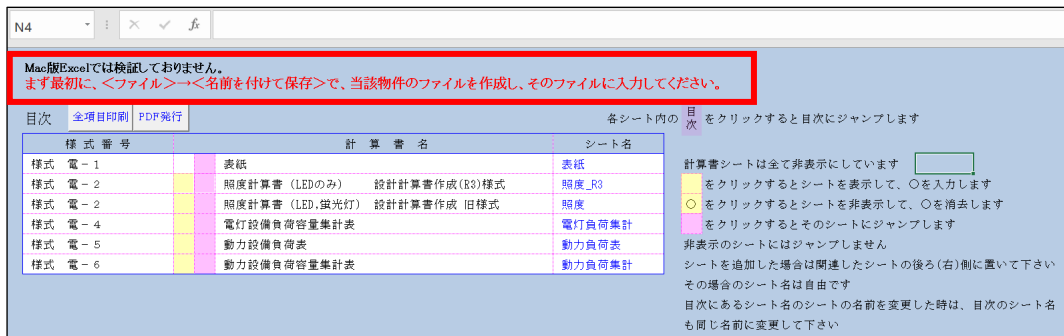 N4
fx
Mac版Excelでは検証しておりません。
まず最初に、＜ファイル＞→＜名前を付けて保存＞で、当該物件のファイルを作成し、そのファイルに入力してください。
目次 全項目印刷 PDF発行
各シート内の 目次 をクリックすると目次にジャンプします
様式番号 計算書名 シート名
様式 電－1 表紙 表紙
様式 電－2 照度計算書（LEDのみ） 設計計算書作成(R3)様式 照度_R3
様式 電－2 照度計算書（LED,蛍光灯） 設計計算書作成 旧様式 照度
様式 電－4 電灯設備負荷容量集計表 電灯負荷集計
様式 電－5 動力設備負荷表 動力負荷表
様式 電－6 動力設備負荷容量集計表 動力負荷集計
計算書シートは全て非表示にしています
をクリックするとシートを表示して、○を入力します
○ をクリックするとシートを非表示して、○を消去します
をクリックするとそのシートにジャンプします
非表示のシートにはジャンプしません
シートを追加した場合は関連したシートの後ろ(右)側に置いて下さい
その場合のシート名は自由です
目次にあるシート名のシートの名前を変更した時は、目次のシート名
も同じ名前に変更して下さい